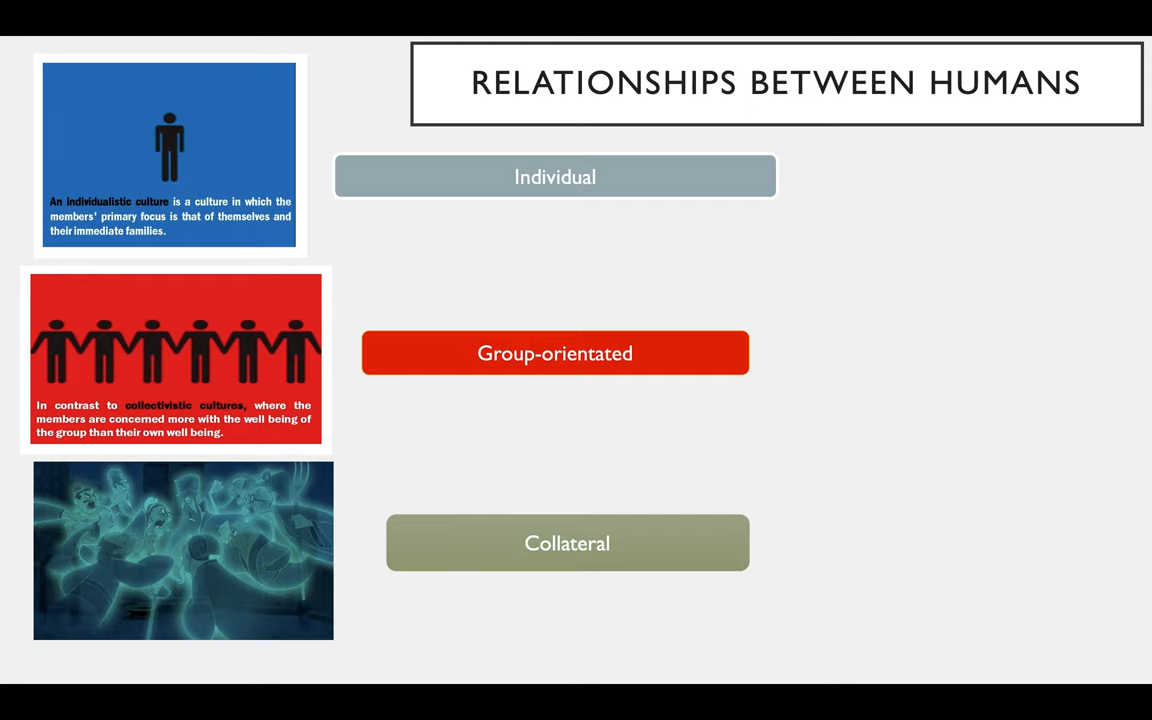 RELATIONSHIPS BETWEEN HUMANS
An individualistic culture is a culture in which the
members' primary focus is that of themselves and
their immediate families.
Individual
In contrast to collectivistic cultures, where the
members are concerned more with the well being of
the group than their own well being.
Group-orientated
Collateral